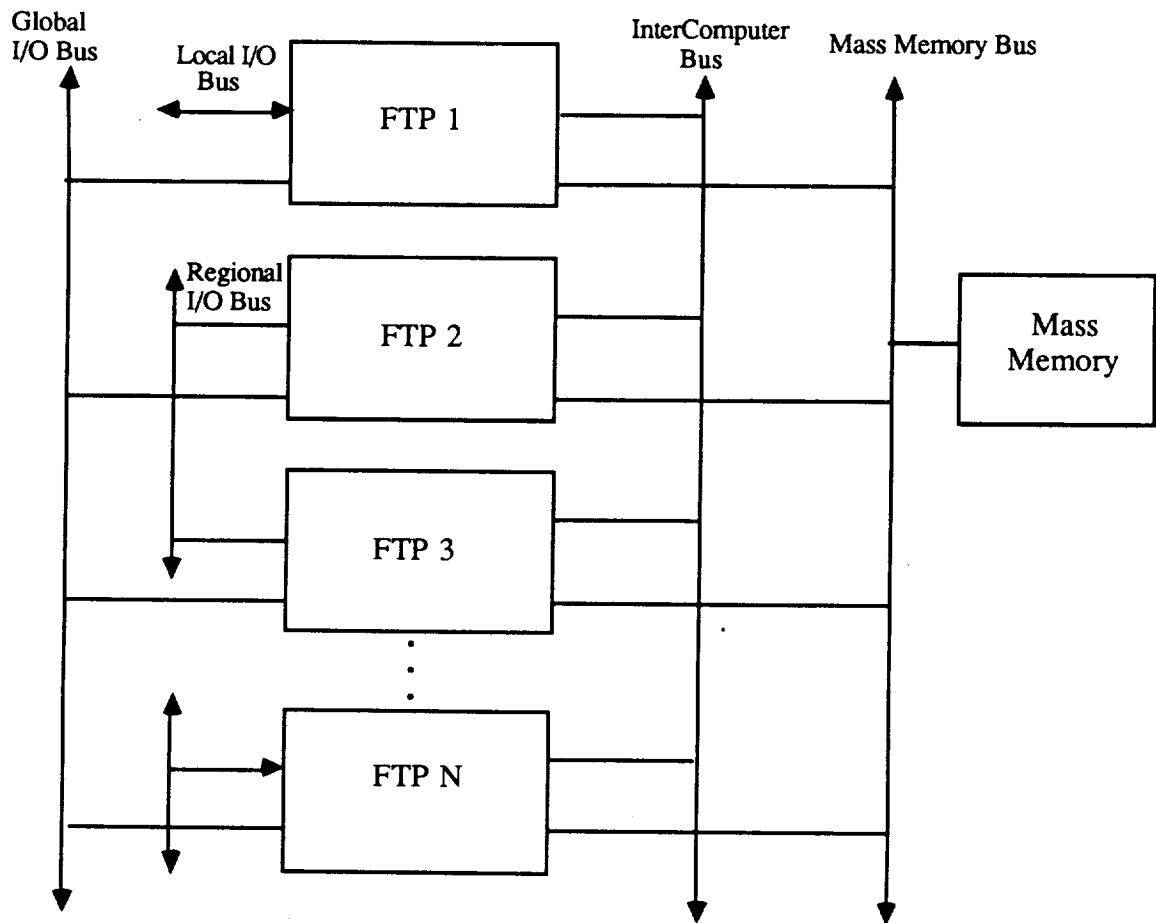 Global
I/O Bus
Local I/O
Bus
InterComputer
Bus
Mass Memory Bus
FTP 1
Regional
I/O Bus
FTP 2
Mass
Memory
FTP 3
FTP N